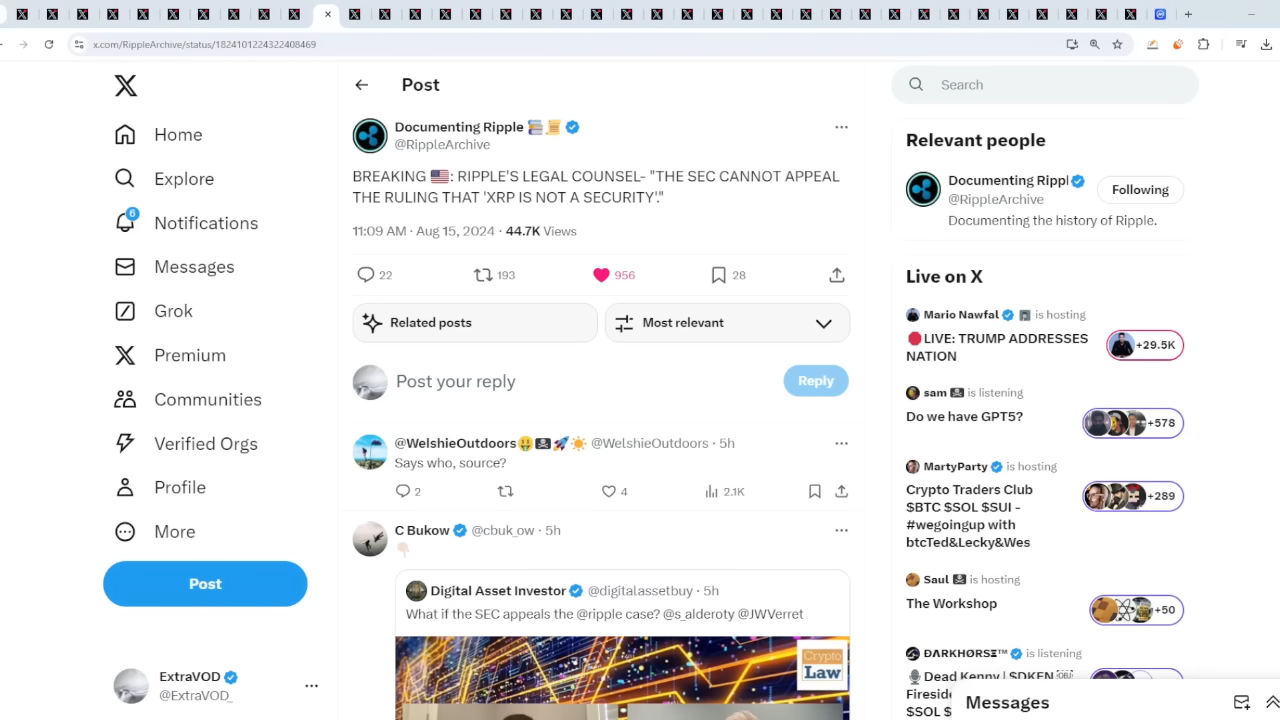 x.com/RippleArchive/status/1824101224322408469
Home
Explore
6
Notifications
Messages
Grok
Premium
Communities
Verified Orgs
Profile
More
Post
ExtraVOD
@ExtraVOD_
Post
Documenting Ripple
@RippleArchive
BREAKING 🇺🇸: RIPPLE'S LEGAL COUNSEL- "THE SEC CANNOT APPEAL
THE RULING THAT 'XRP IS NOT A SECURITY'."
11:09 AM · Aug 15, 2024 · 44.7K Views
22 193 956 28
Related posts
Most relevant
Post your reply
Reply
@WelshieOutdoors🤑🏴‍☠️🚀☀️ @WelshieOutdoors · 5h
Says who, source?
2 4 2.1K
C Bukow @cbuk_ow · 5h
👇🏻
Digital Asset Investor @digitalassetbuy · 5h
What if the SEC appeals the @ripple case? @s_alderoty @JWVerret
Crypto
Law
Search
Relevant people
Documenting Rippl
@RippleArchive
Following
Documenting the history of Ripple.
Live on X
Mario Nawfal is hosting
🛑LIVE: TRUMP ADDRESSES
NATION
+29.5K
sam 🏴‍☠️ is listening
Do we have GPT5?
+578
MartyParty is hosting
Crypto Traders Club
$BTC $SOL $SUI -
#wegoingup with
btcTed&Lecky&Wes
+289
Saul 🏴‍☠️ is hosting
The Workshop
+50
ÐɅRKHØRSΞ™ is listening
🎙️Dead Kenny | $DKEN
Fireside
$SOL $
Messages